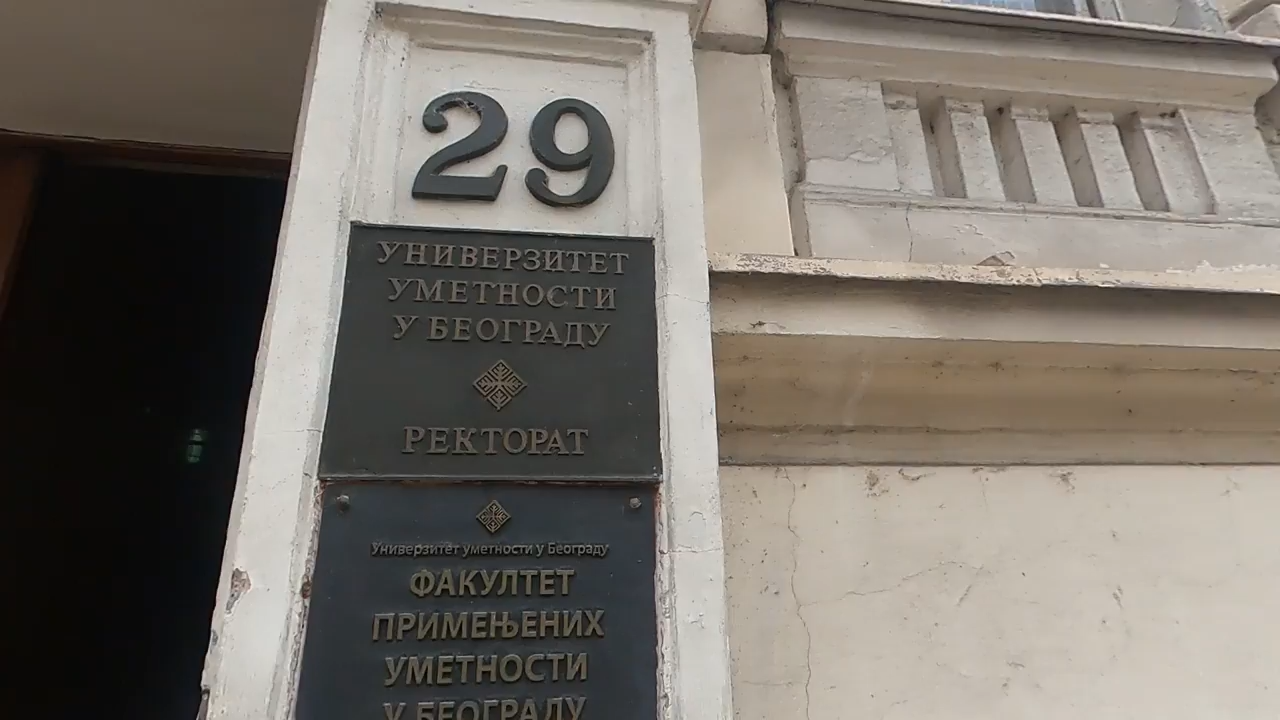 29
УНИВЕРЗИТЕТ
УМЕТНОСТИ
У БЕОГРАДУ
РЕКТОРАТ
Универзитет уметности у Београду
ФАКУЛТЕТ
ПРИМЕЊЕНИХ
УМЕТНОСТИ
У БЕОГРАДУ